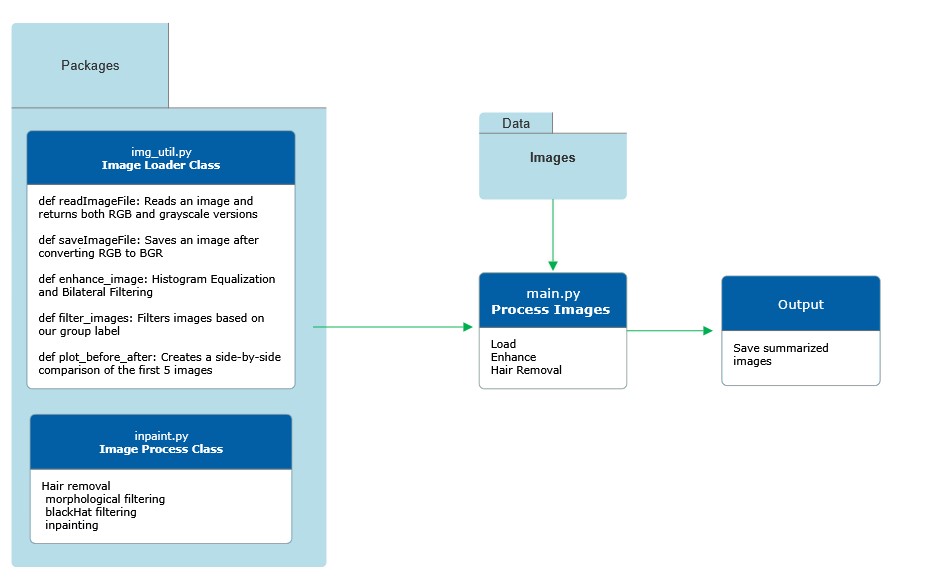 Packages
img_util.py
Image Loader Class
def readImageFile: Reads an image and
returns both RGB and grayscale versions
def saveImageFile: Saves an image after
converting RGB to BGR
def enhance_image: Histogram Equalization
and Bilateral Filtering
def filter_images: Filters images based on
our group label
def plot_before_after: Creates a side-by-side
comparison of the first 5 images
inpaint.py
Image Process Class
Hair removal
morphological filtering
blackHat filtering
inpainting
Data
Images
main.py
Process Images
Load
Enhance
Hair Removal
Output
Save summarized
images